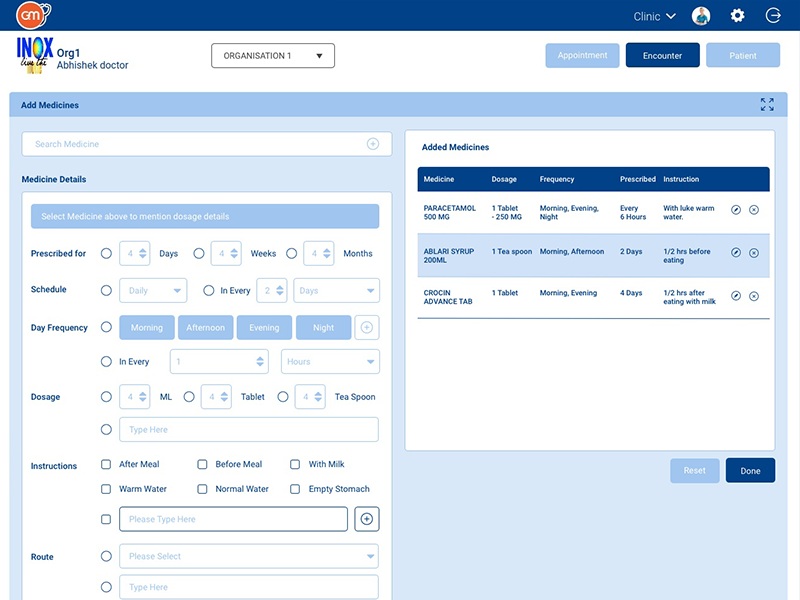 GM
Clinic
INOX
live life
Org1
Abhishek doctor
ORGANISATION 1
Appointment
Encounter
Patient
Add Medicines
Search Medicine
Medicine Details
Select Medicine above to mention dosage details
Prescribed for
4 Days
4 Weeks
4 Months
Schedule
Daily
In Every 2 Days
Day Frequency
Morning
Afternoon
Evening
Night
In Every 1 Hours
Dosage
4 ML
4 Tablet
4 Tea Spoon
Type Here
Instructions
After Meal
Before Meal
With Milk
Warm Water
Normal Water
Empty Stomach
Please Type Here
Route
Please Select
Type Here
Added Medicines
Medicine Dosage Frequency Prescribed Instruction
PARACETAMOL 1 Tablet Morning, Evening, Every With luke warm
500 MG - 250 MG Night 6 Hours water.
ABLARI SYRUP 1 Tea spoon Morning, Afternoon 2 Days 1/2 hrs before
200ML eating
CROCIN 1 Tablet Morning, Evening 4 Days 1/2 hrs after
ADVANCE TAB eating with milk
Reset
Done